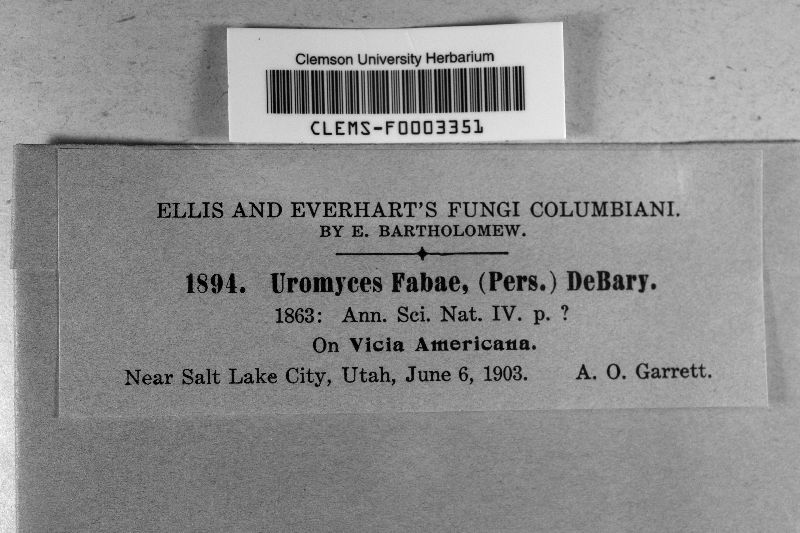 Clemson University Herbarium
CLEMS-F0003351
ELLIS AND EVERHART'S FUNGI COLUMBIANI.
BY E. BARTHOLOMEW.
1894. Uromyces Fabae, (Pers.) DeBary.
1863: Ann. Sci. Nat. IV. p. ?
On Vicia Americana.
Near Salt Lake City, Utah, June 6, 1903. A. O. Garrett.